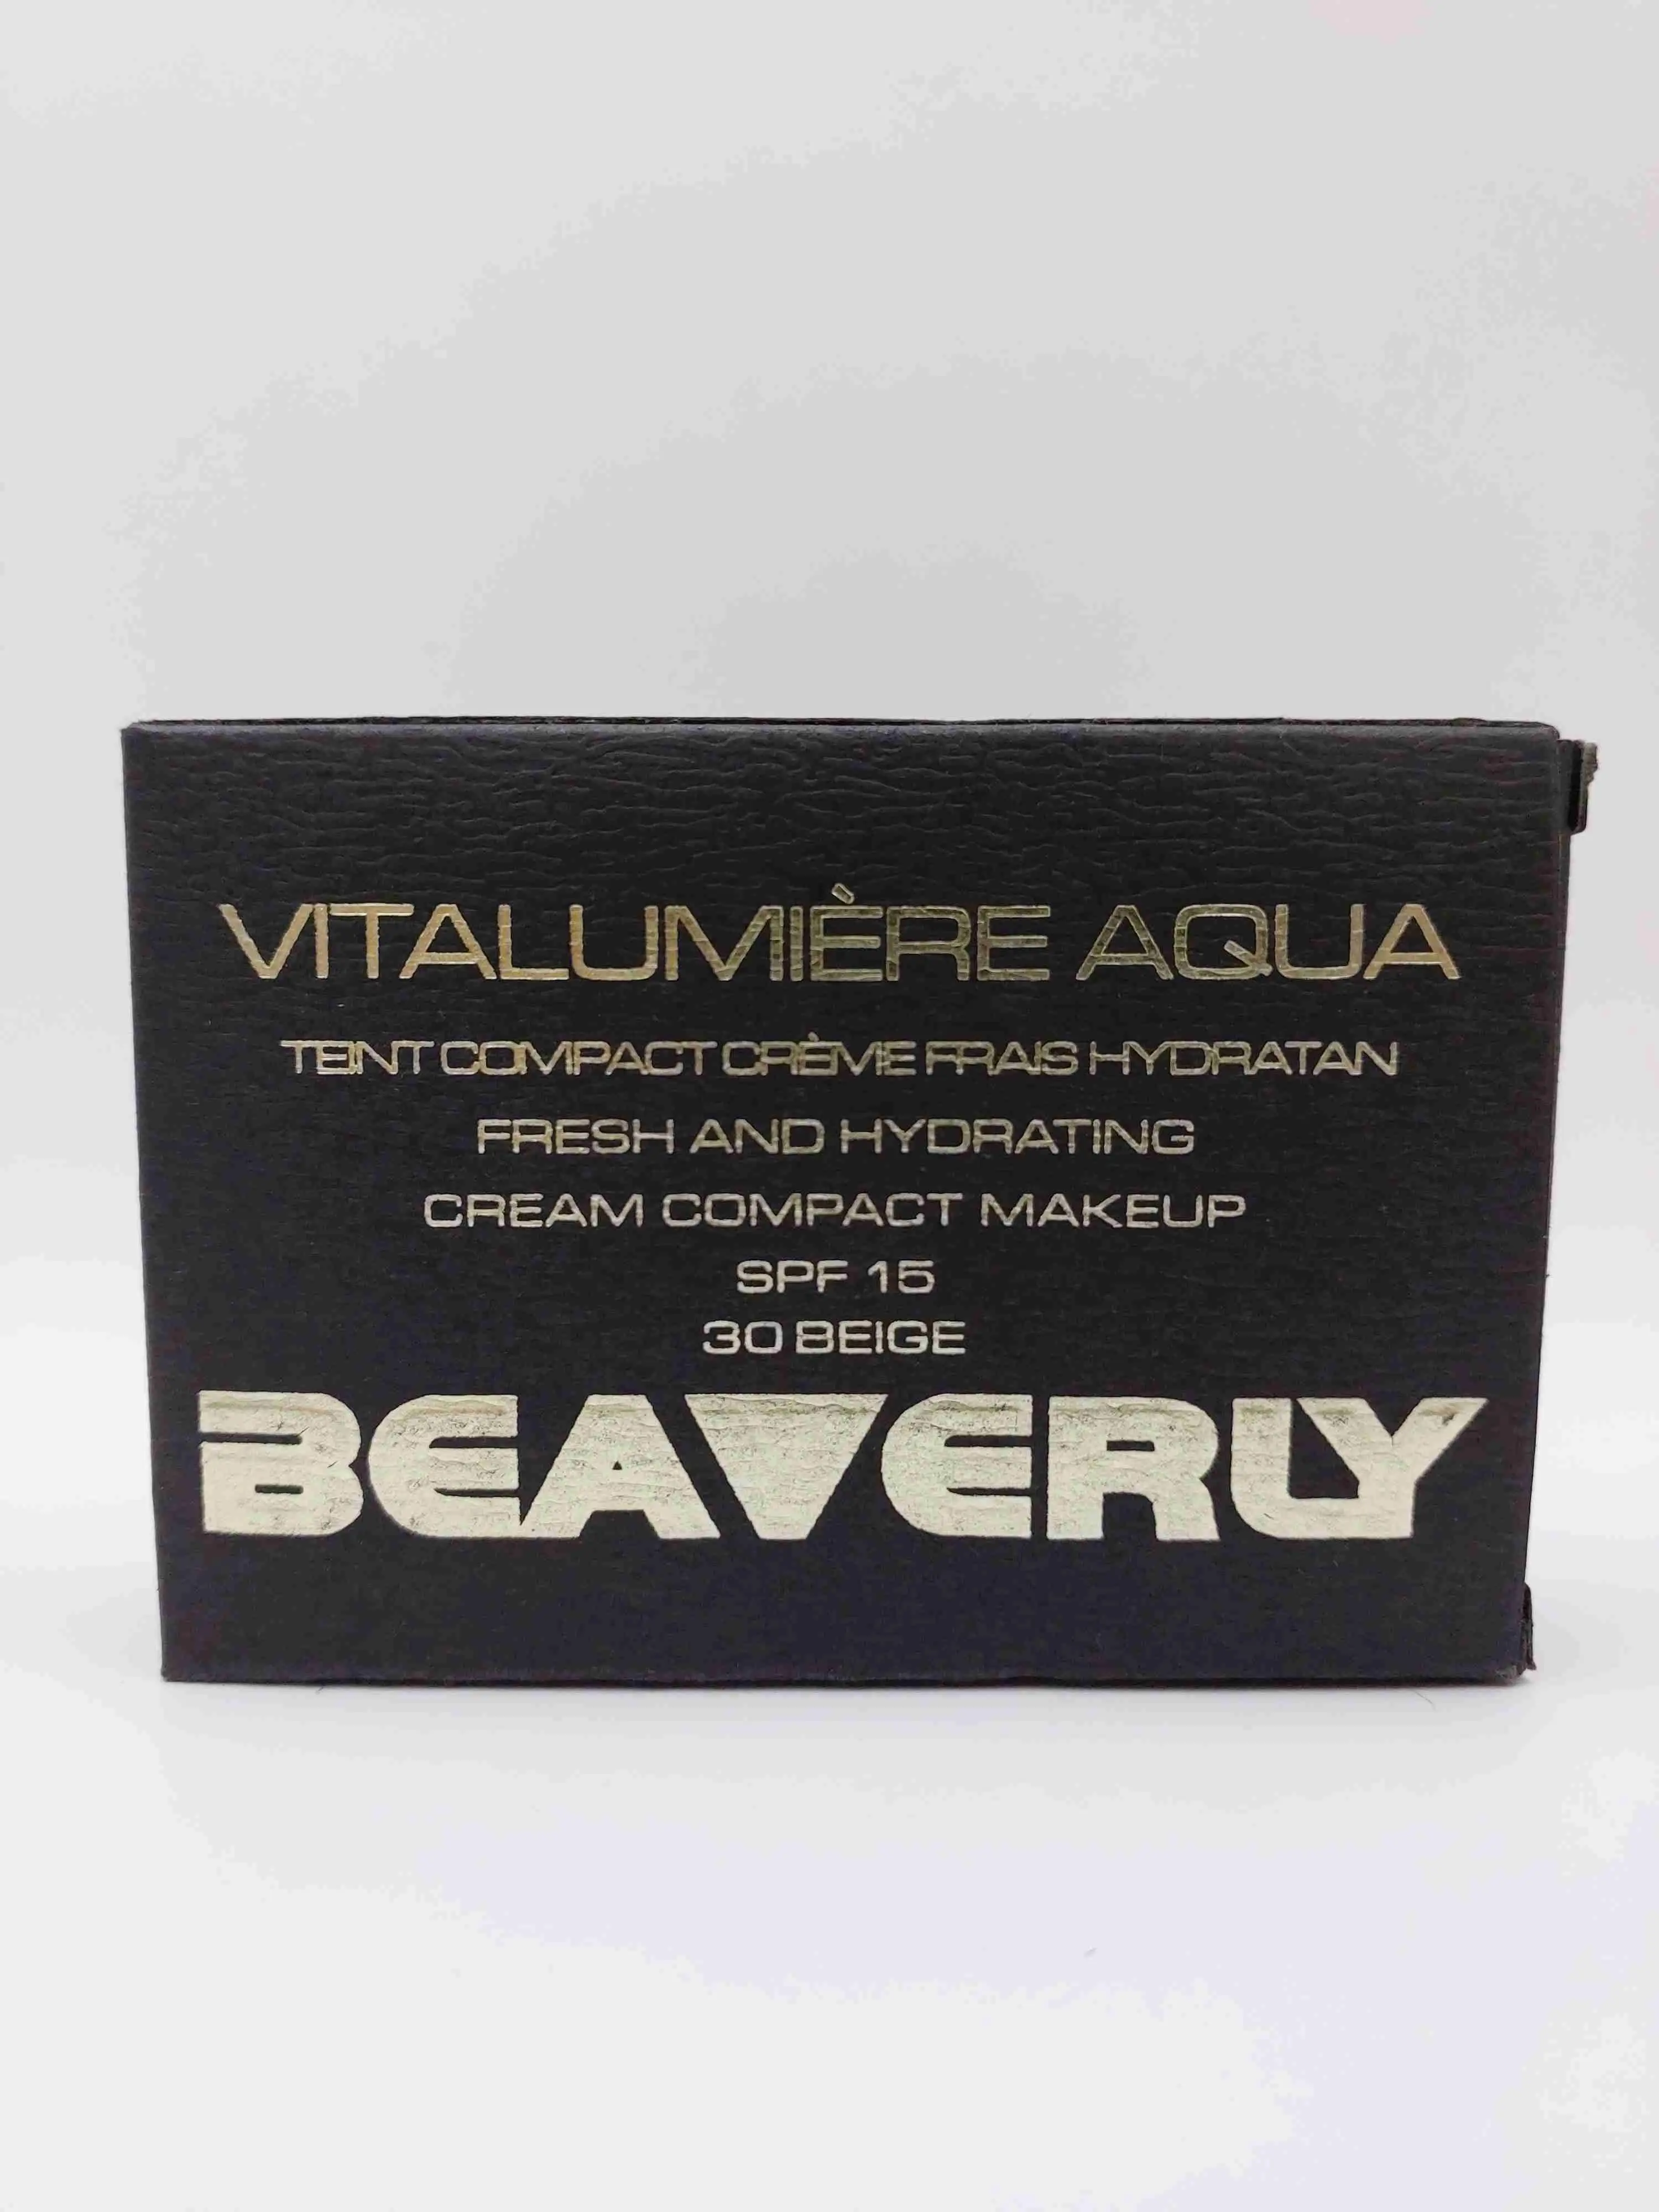 VITALUMIÈRE AQUA
TEINT COMPACT CRÈME FRAIS HYDRATAN
FRESH AND HYDRATING
CREAM COMPACT MAKEUP
SPF 15
30 BEIGE
BEAVERLY